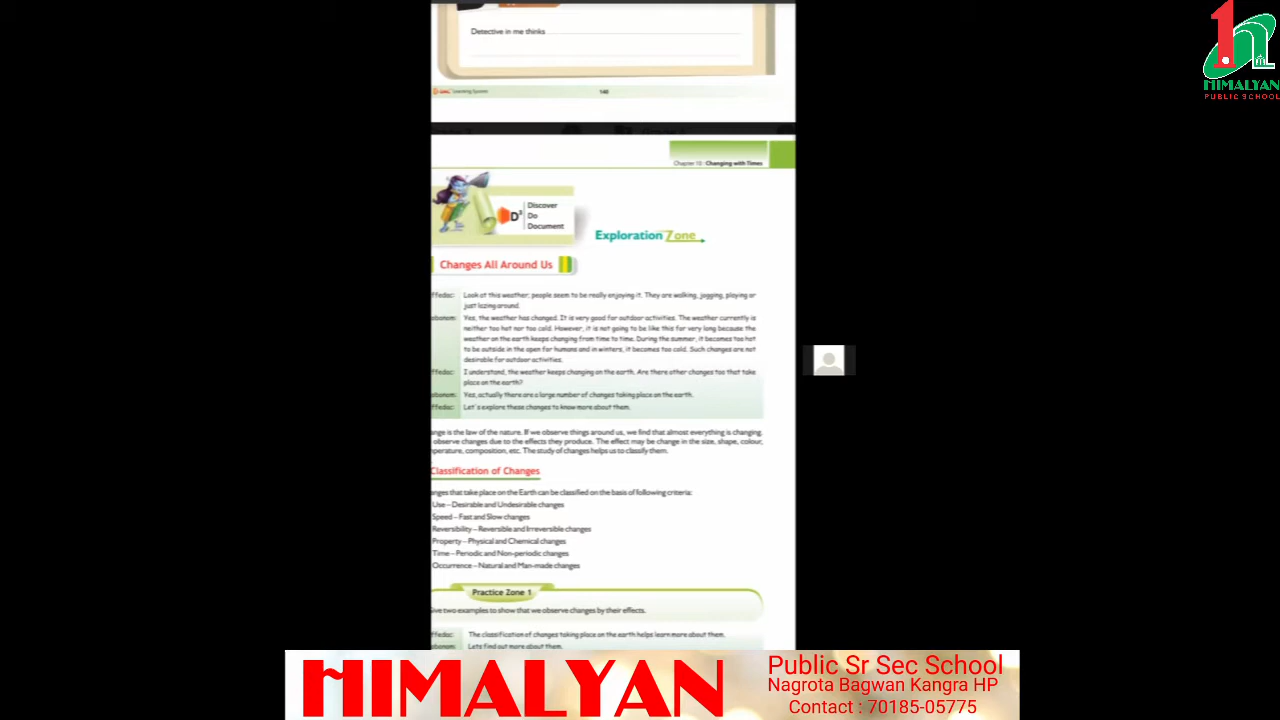 Detective in me thinks
Learning System
140
Chapter 10 : Changing with Times
D³
Discover
Do
Document
Exploration Zone
Changes All Around Us
ffedoc: Look at this weather; people seem to be really enjoying it. They are walking, jogging, playing or
just lazing around.
obonom: Yes, the weather has changed. It is very good for outdoor activities. The weather currently is
neither too hot nor too cold. However, it is not going to be like this for very long because the
weather on the earth keeps changing from time to time. During the summer, it becomes too hot
to be outside in the open for humans and in winters, it becomes too cold. Such changes are not
desirable for outdoor activities.
ffedoc: I understand, the weather keeps changing on the earth. Are there other changes too that take
place on the earth?
obonom: Yes, actually there are a large number of changes taking place on the earth.
ffedoc: Let's explore these changes to know more about them.
ange is the law of the nature. If we observe things around us, we find that almost everything is changing.
observe changes due to the effects they produce. The effect may be change in the size, shape, colour,
perature, composition, etc. The study of changes helps us to classify them.
Classification of Changes
anges that take place on the Earth can be classified on the basis of following criteria:
Use – Desirable and Undesirable changes
Speed – Fast and Slow changes
Reversibility – Reversible and Irreversible changes
Property – Physical and Chemical changes
Time – Periodic and Non-periodic changes
Occurrence – Natural and Man-made changes
Practice Zone 1
Give two examples to show that we observe changes by their effects.
ffedoc: The classification of changes taking place on the earth helps learn more about them.
obonom: Lets find out more about them.
HIMALYAN
PUBLIC SCHOOL
HIMALYAN
Public Sr Sec School
Nagrota Bagwan Kangra HP
Contact : 70185-05775